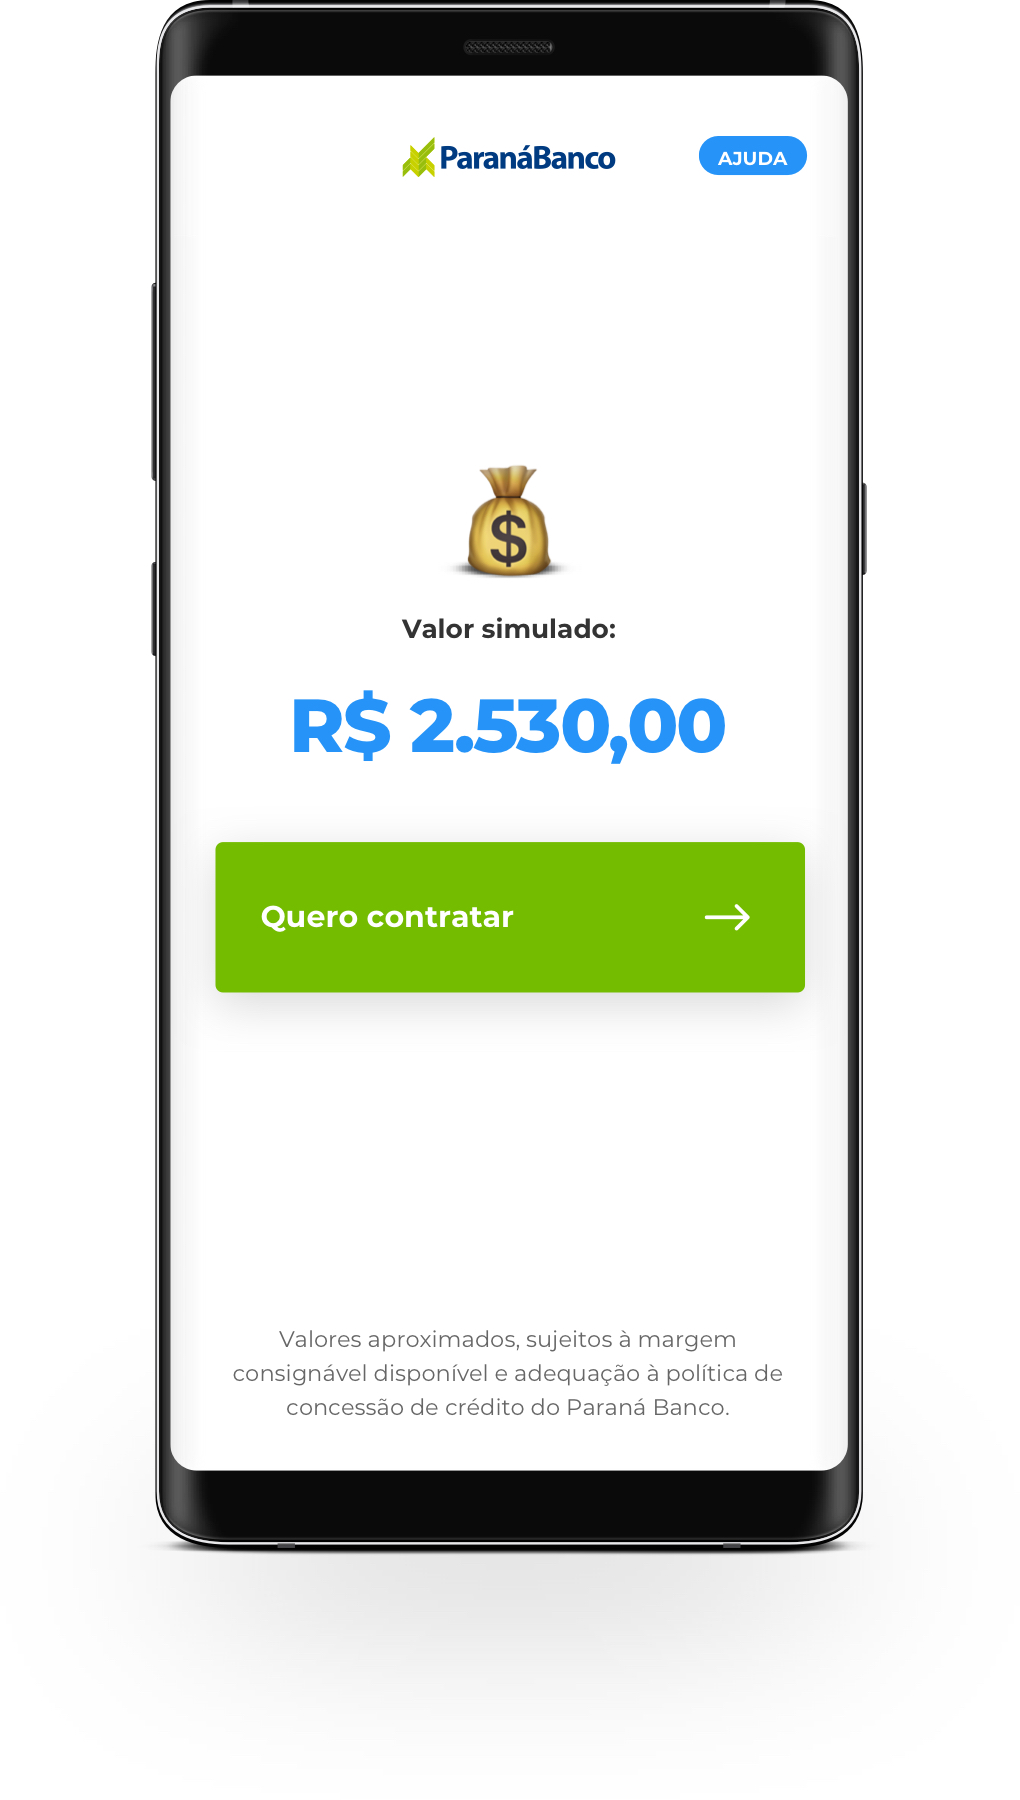 ParanáBanco
AJUDA
$
Valor simulado:
R$ 2.530,00
Quero contratar
Valores aproximados, sujeitos à margem
consignável disponível e adequação à política de
concessão de crédito do Paraná Banco.